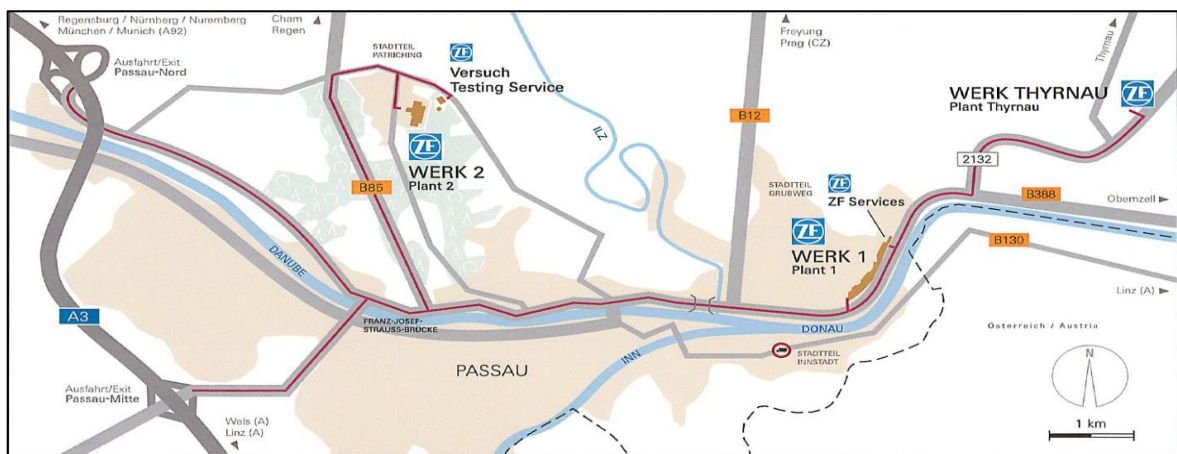 Regensburg / Nürnberg / Nuremberg
München / Munich (A92)
Ausfahrt/Exit
Passau-Nord
Cham
Regen
STADTTEIL
PATRICHING
ZF
Versuch
Testing Service
ZF
WERK 2
Plant 2
B85
ILZ
Freyung
Prag (CZ)
B12
Thyrnau
WERK THYRNAU
Plant Thyrnau
ZF
2132
STADTTEIL
GRUBWEG
ZF
ZF Services
ZF
WERK 1
Plant 1
B388
Obernzell
B130
Linz (A)
DANUBE
A3
FRANZ-JOSEF-
STRAUSS-BRÜCKE
DONAU
INN
PASSAU
STADTTEIL
INNSTADT
Österreich / Austria
N
1 km
Ausfahrt/Exit
Passau-Mitte
Wels (A)
Linz (A)